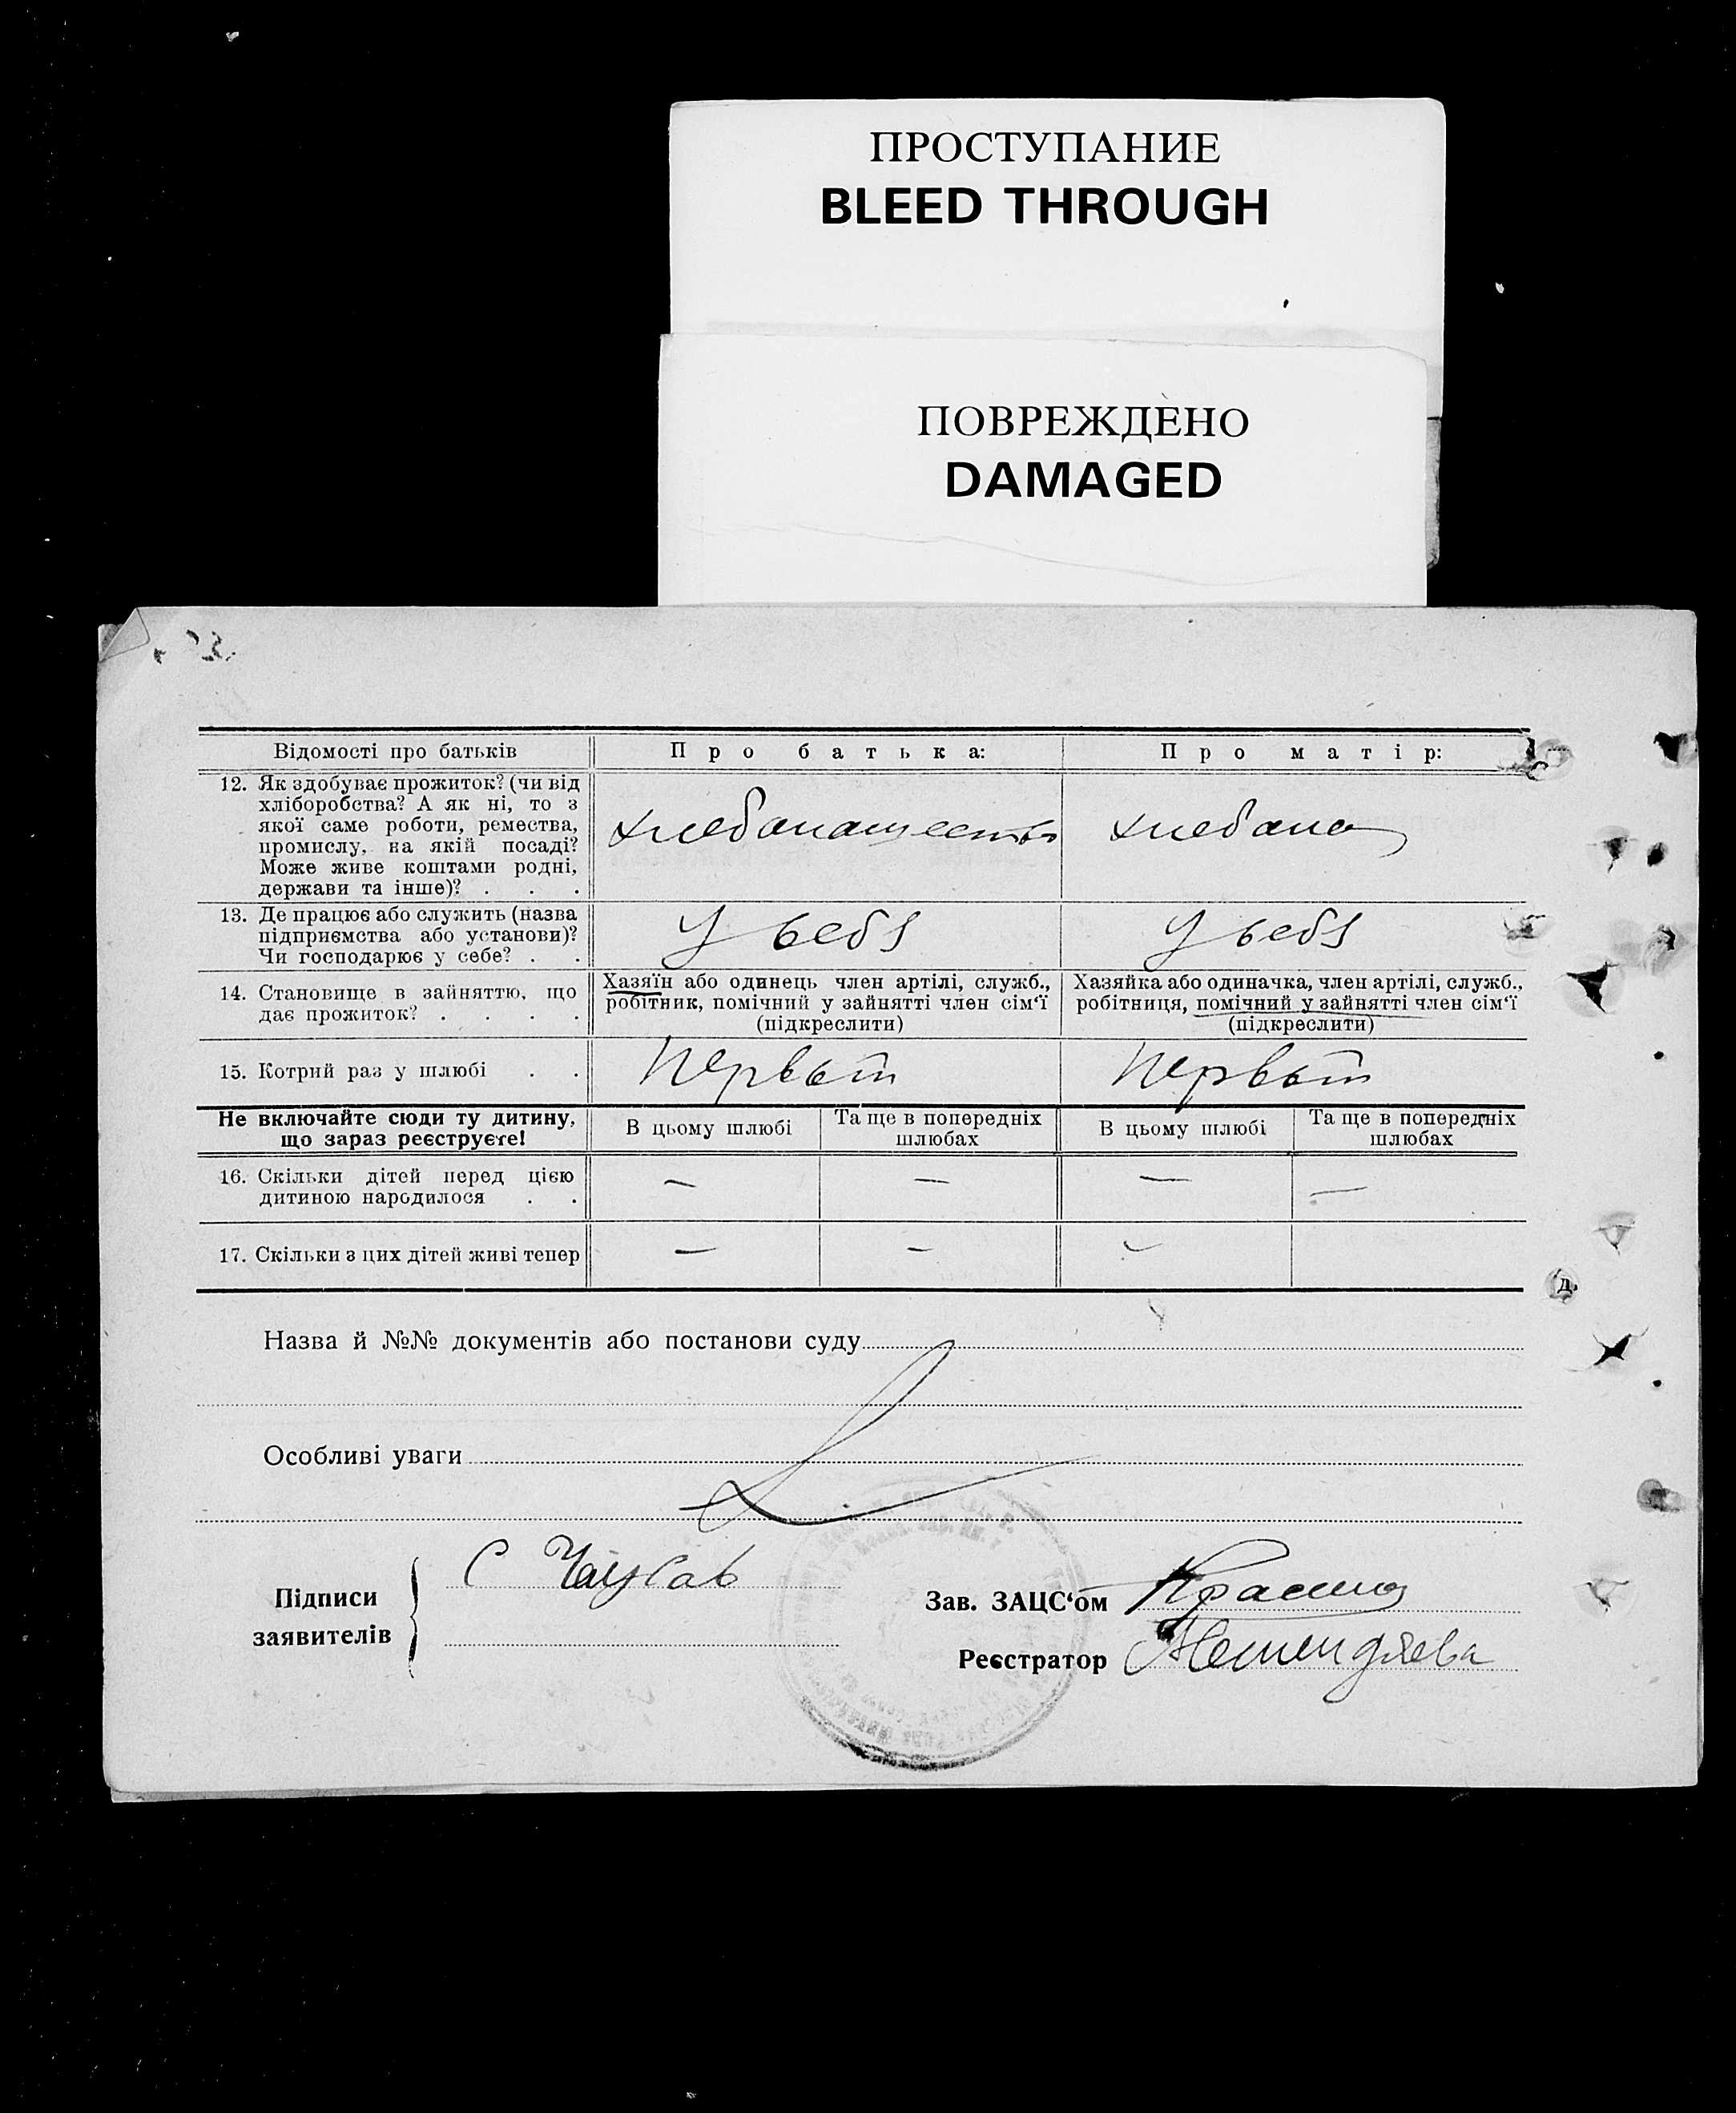 ПРОСТУПАНИЕ
BLEED THROUGH
ПОВРЕЖДЕНО
DAMAGED
Відомості про батьків
Про батька:
Про матір:
12. Як здобуває прожиток? (чи від
хліборобства? А як ні, то з
якої саме роботи, ремества,
промислу, на якій посаді?
Може живе коштами родні,
держави та інше)? . . .
хлебопашество
хлебопа
13. Де працює або служить (назва
підприємства або установи)?
Чи господарює у себе? . .
У себя
У себя
14. Становище в зайняттю, що
дає прожиток? . . . .
Хазяїн або одинець член артілі, служб.,
робітник, помічний у зайнятті член сім'ї
(підкреслити)
Хазяйка або одиначка, член артілі, служб.,
робітниця, помічний у зайнятті член сім'ї
(підкреслити)
15. Котрий раз у шлюбі . .
Первый
Первый
Не включайте сюди ту дитину,
що зараз реєструєте!
В цьому шлюбі
Та ще в попередніх
шлюбах
В цьому шлюбі
Та ще в попередніх
шлюбах
16. Скільки дітей перед цією
дитиною народилося . .
— — — —
17. Скільки з цих дітей живі тепер
— — —
д.
Назва й №№ документів або постанови суду
Особливі уваги
Підписи
заявителів
С
Зав. ЗАЦС'ом
Реєстратор